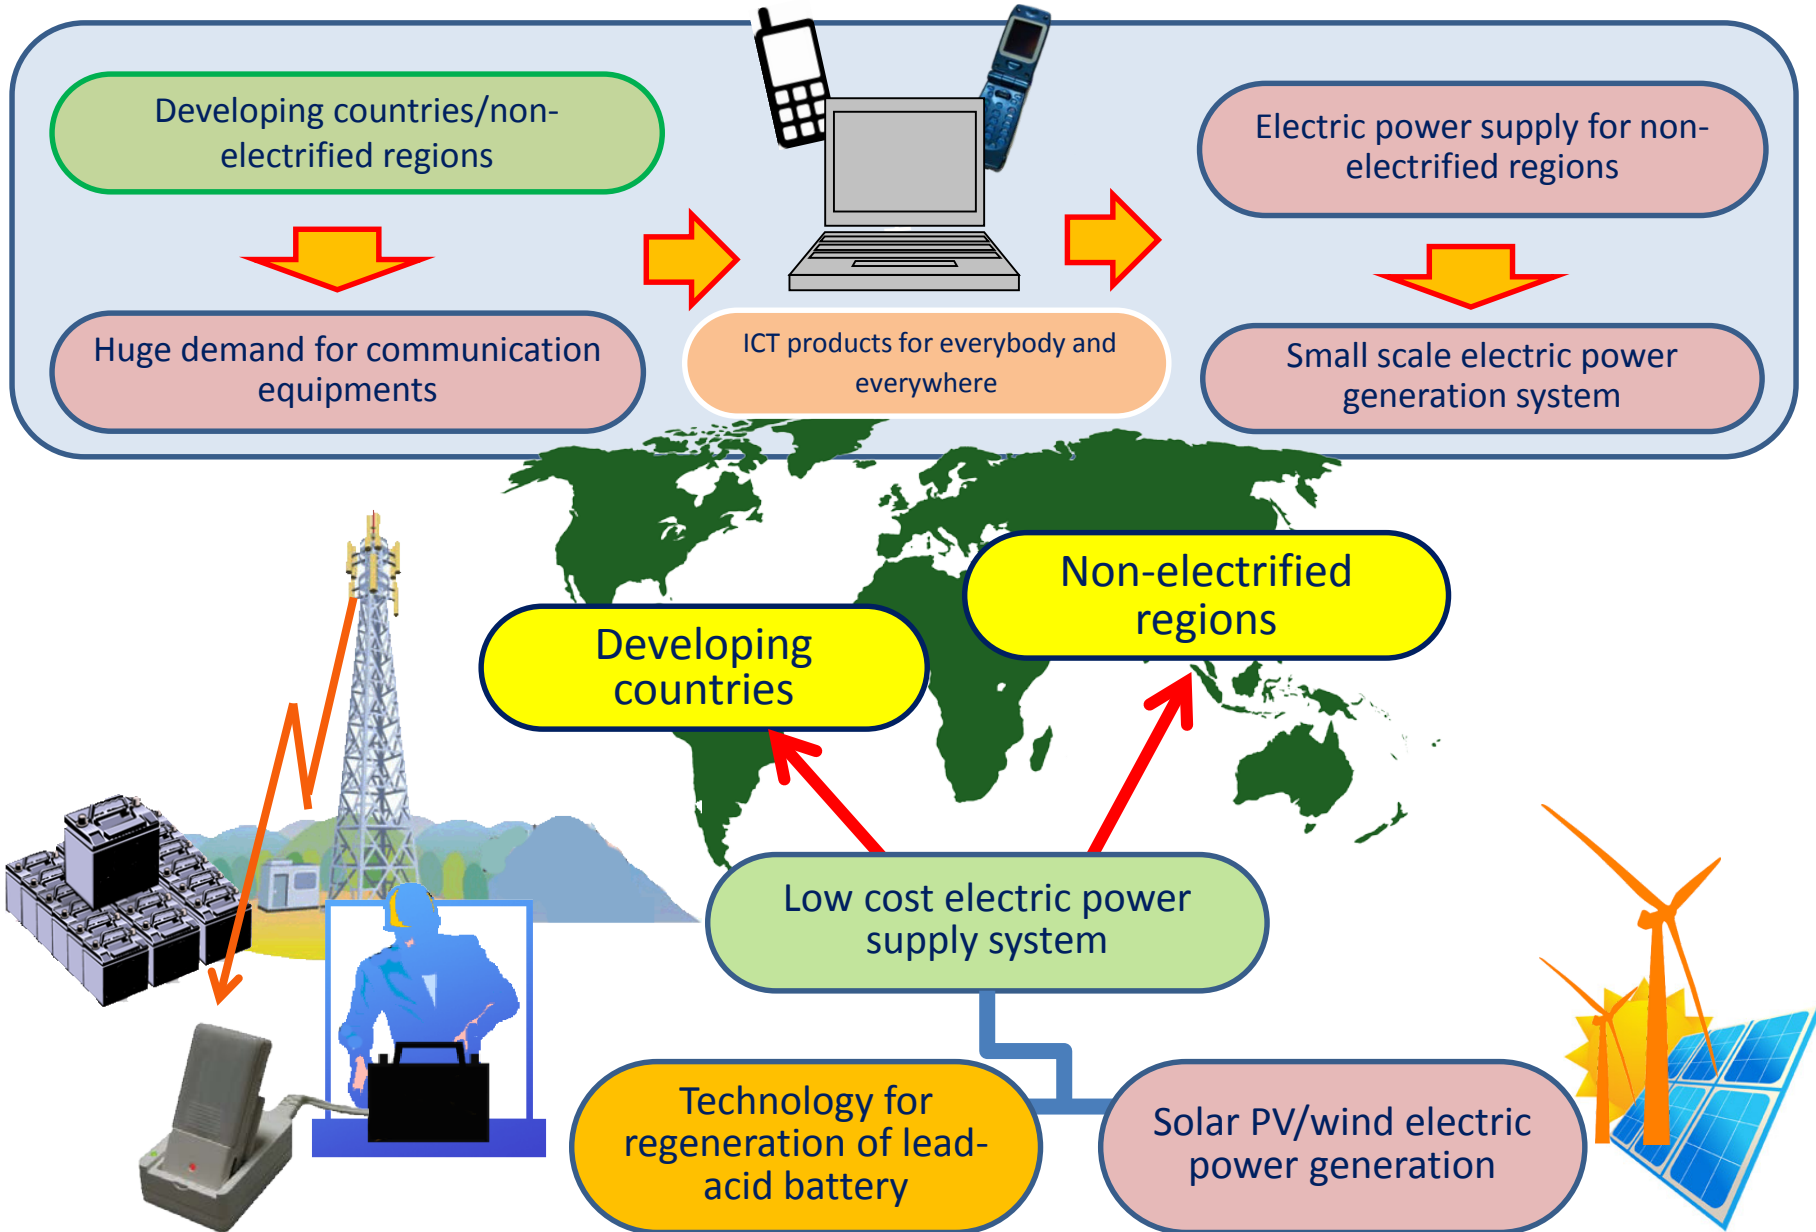 Developing countries/non-
electrified regions
Huge demand for communication
equipments
ICT products for everybody and
everywhere
Electric power supply for non-
electrified regions
Small scale electric power
generation system
Non-electrified
regions
Developing
countries
Low cost electric power
supply system
Technology for
regeneration of lead-
acid battery
Solar PV/wind electric
power generation